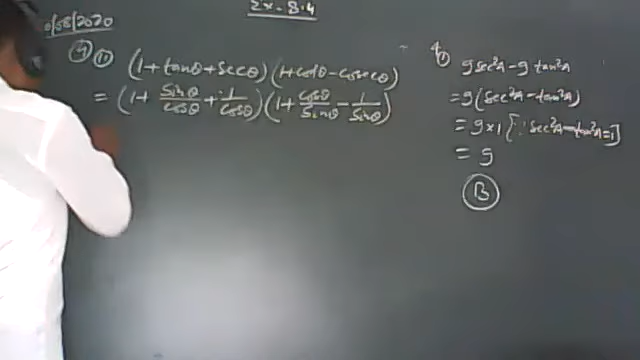 Ex-8.4
/08/2020
4) ii) (1+tanθ+secθ)(1+cotθ-cosecθ)
= (1+ sinθ/cosθ + 1/cosθ)(1+ cosθ/sinθ - 1/sinθ)
4 i) 9sec²A-9tan²A
=9(sec²A-tan²A)
=9×1[∵sec²A-tan²A=1]
=9
B